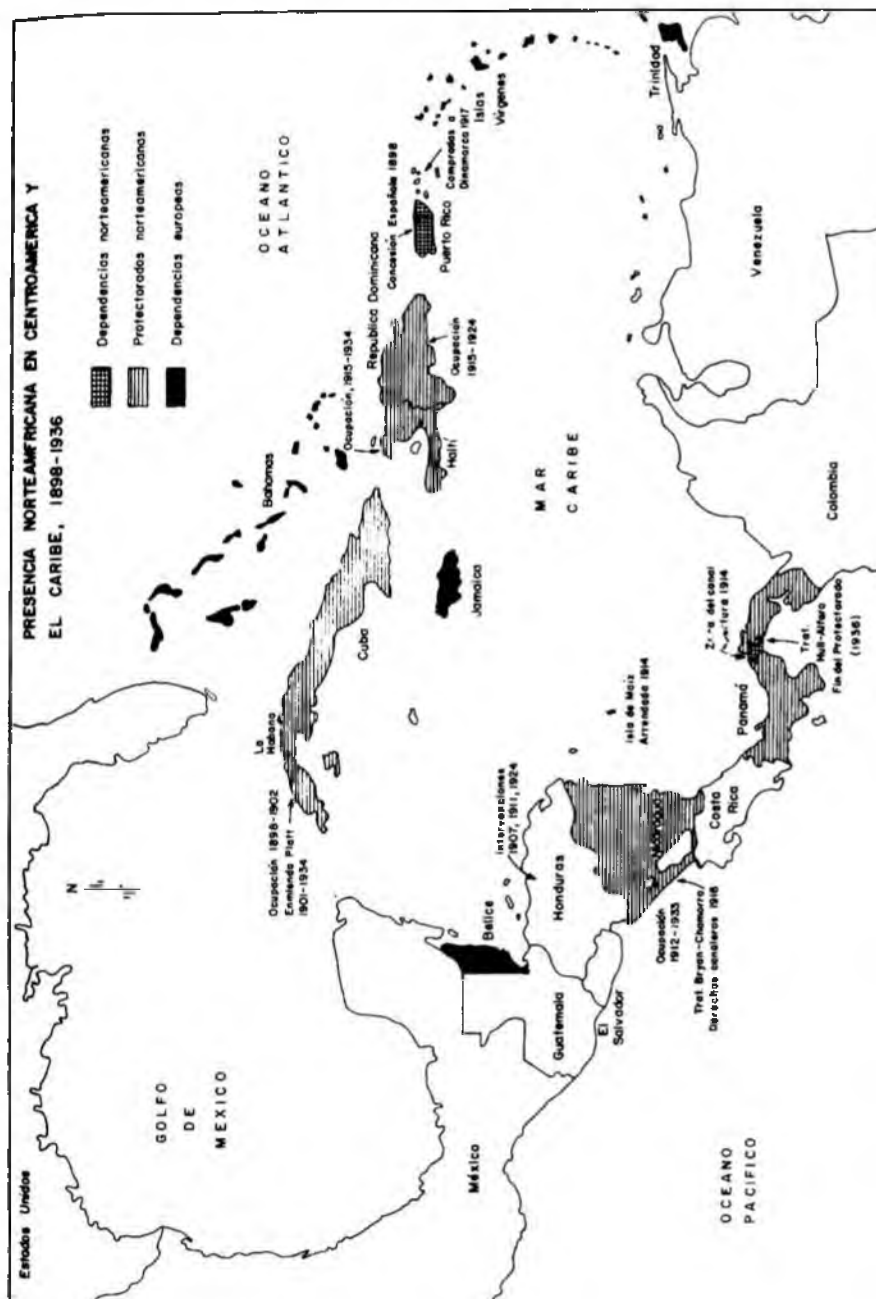 PRESENCIA NORTEAMERICANA EN CENTROAMERICA Y
EL CARIBE, 1898-1936
Dependencias norteamericanas
Protectorados norteamericanos
Dependencias europeas
Estados Unidos
N
GOLFO
DE
MEXICO
OCEANO
ATLANTICO
Bahamas
La
Habana
Ocupación 1898-1902
Enmienda Platt
1901-1934
Cuba
Jamaica
Ocupación, 1915-1934
Haití
Republica Dominicana
Ocupación
1915-1924
Concesión Española 1898
Puerto Rico
Compradas a
Dinamarca 1917
Islas
Vírgenes
Trinidad
MAR
CARIBE
México
Belice
Guatemala
El
Salvador
Honduras
Intervenciones
1907, 1911, 1924
Nicaragua
Ocupación
1912-1933
Trat. Bryan-Chamorro
Derechos canaleros 1916
Isla de Maíz
Arrendada 1914
Costa
Rica
Panamá
del canal
1914
Trat.
Hull-Alfaro
Fin del Protectorado
(1936)
Colombia
Venezuela
OCEANO
PACIFICO